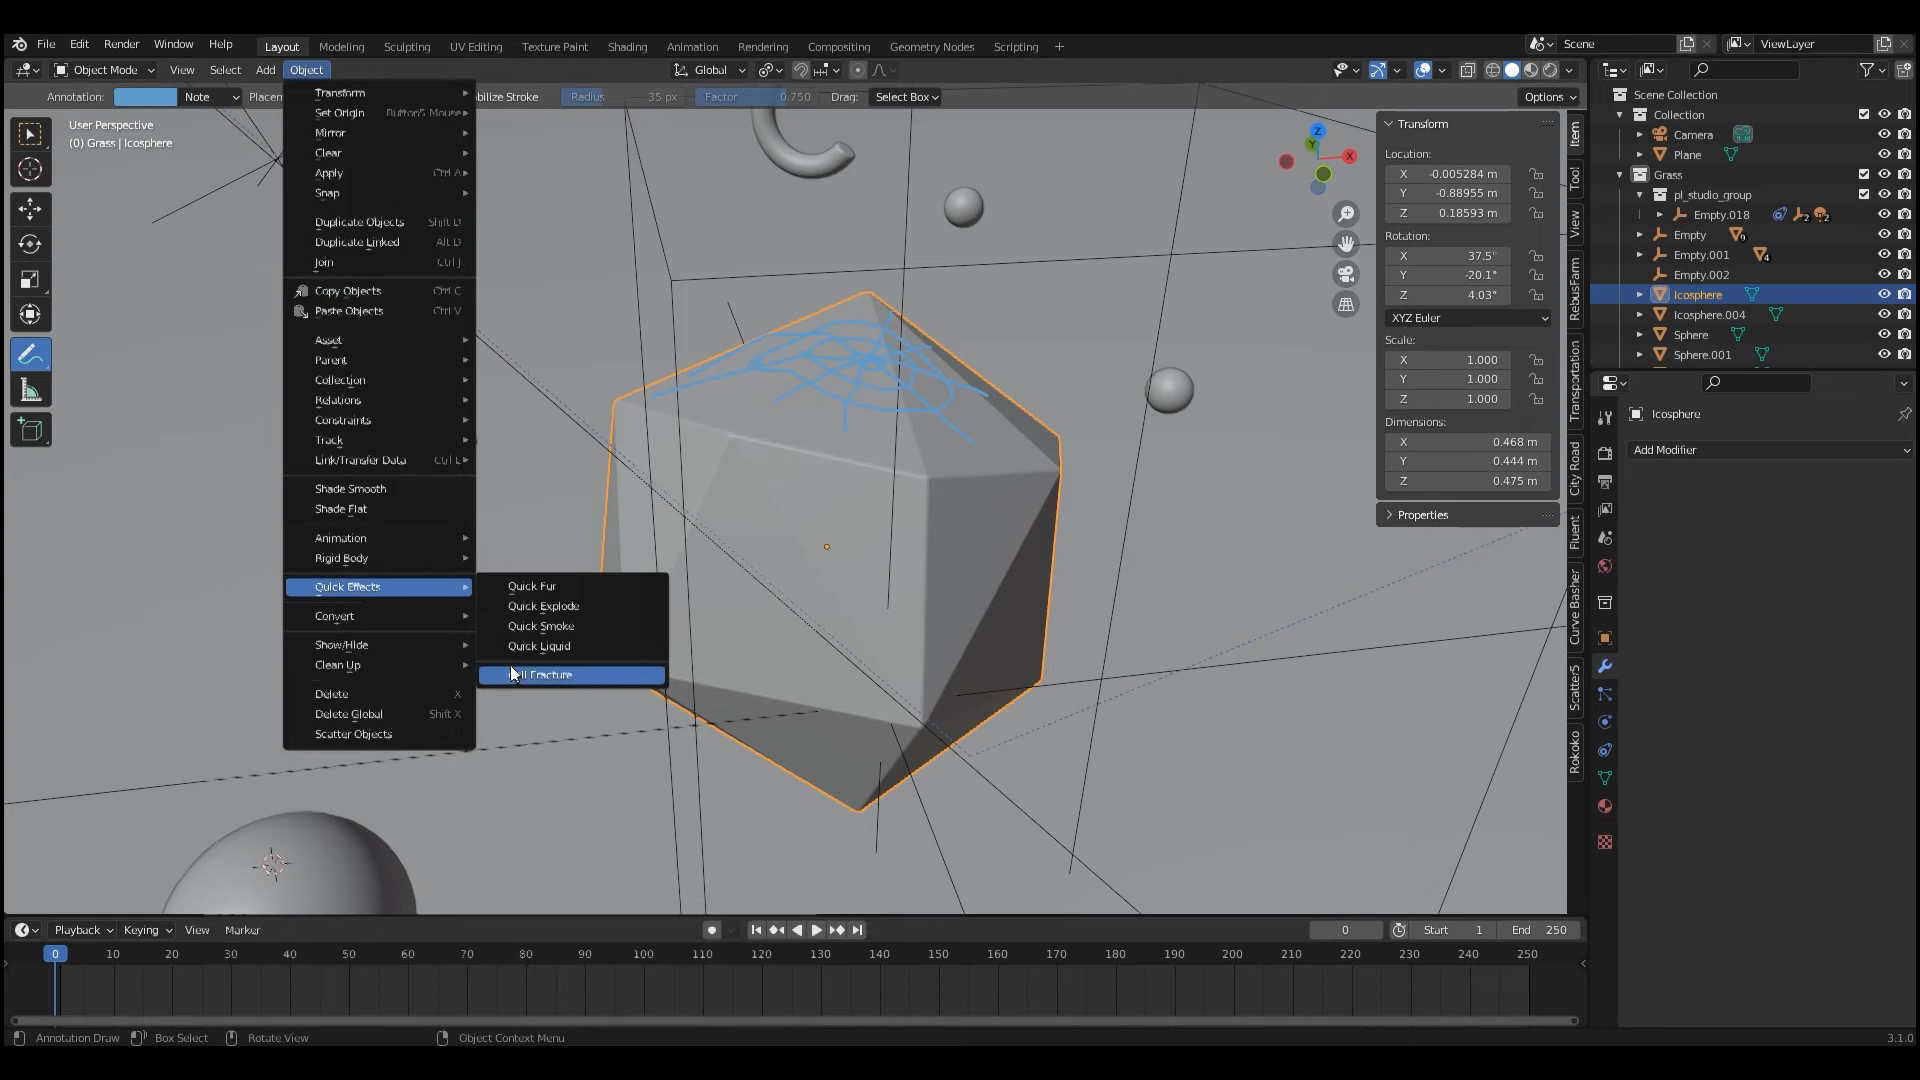 File Edit Render Window Help Layout Modeling Sculpting UV Editing Texture Paint Shading Animation Rendering Compositing Geometry Nodes Scripting + Scene ViewLayer
Object Mode View Select Add Object Global
Annotation: Note bilize Stroke Radius 35 px Factor 0.750 Drag: Select Box Options
User Perspective
(0) Grass | Icosphere
Transform
Set Origin Button5 Mouse
Mirror
Clear
Apply Ctrl A
Snap
Duplicate Objects Shift D
Duplicate Linked Alt D
Join Ctrl J
Copy Objects Ctrl C
Paste Objects Ctrl V
Asset
Parent
Collection
Relations
Constraints
Track
Link/Transfer Data Ctrl L
Shade Smooth
Shade Flat
Animation
Rigid Body
Quick Effects
Convert
Show/Hide
Clean Up
Delete X
Delete Global Shift X
Scatter Objects
Quick Fur
Quick Explode
Quick Smoke
Quick Liquid
ll Fracture
Z
Y
X
Transform
Location:
X -0.005284 m
Y -0.88955 m
Z 0.18593 m
Rotation:
X 37.5°
Y -20.1°
Z 4.03°
XYZ Euler
Scale:
X 1.000
Y 1.000
Z 1.000
Dimensions:
X 0.468 m
Y 0.444 m
Z 0.475 m
Properties
Item
Tool
View
RebusFarm
Transportation
City Road
Fluent
Curve Basher
Scatter5
Rokoko
Scene Collection
Collection
Camera
Plane
Grass
pl_studio_group
Empty.018 2 2
Empty 9
Empty.001 4
Empty.002
Icosphere
Icosphere.004
Sphere
Sphere.001
Icosphere
Add Modifier
Playback Keying View Marker 0 Start 1 End 250
0 10 20 30 40 50 60 70 80 90 100 110 120 130 140 150 160 170 180 190 200 210 220 230 240 250
Annotation Draw Box Select Rotate View Object Context Menu 3.1.0